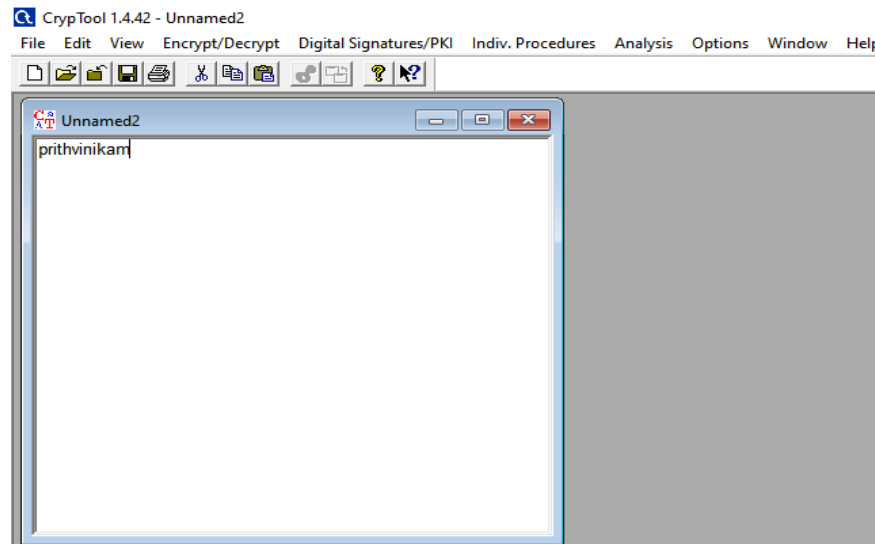 CrypTool 1.4.42 - Unnamed2
File Edit View Encrypt/Decrypt Digital Signatures/PKI Indiv. Procedures Analysis Options Window Help
Unnamed2
prithvinikam